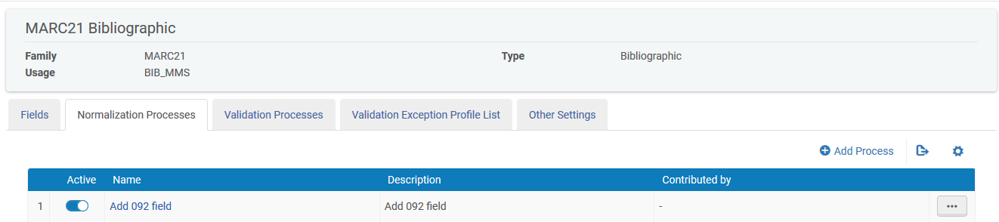 MARC21 Bibliographic
Family MARC21 Type Bibliographic
Usage BIB_MMS
Fields Normalization Processes Validation Processes Validation Exception Profile List Other Settings
Add Process
Active Name Description Contributed by
1 Add 092 field Add 092 field -